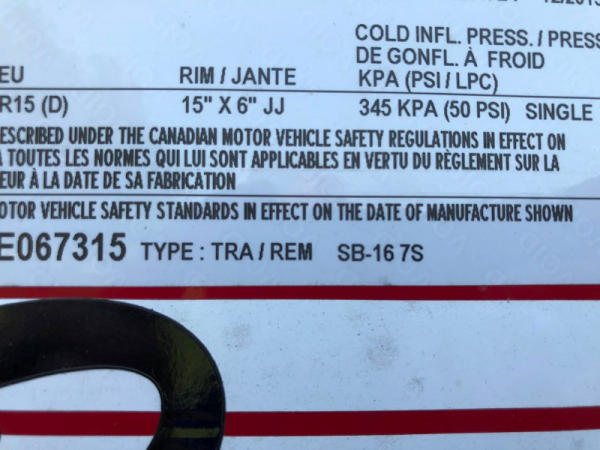 12/2015
COLD INFL. PRESS. / PRESS
DE GONFL. À FROID
EU RIM / JANTE KPA (PSI / LPC)
R15 (D) 15" X 6" JJ 345 KPA (50 PSI) SINGLE
ESCRIBED UNDER THE CANADIAN MOTOR VEHICLE SAFETY REGULATIONS IN EFFECT ON
A TOUTES LES NORMES QUI LUI SONT APPLICABLES EN VERTU DU RÈGLEMENT SUR LA
EUR À LA DATE DE SA FABRICATION
OTOR VEHICLE SAFETY STANDARDS IN EFFECT ON THE DATE OF MANUFACTURE SHOWN
E067315 TYPE : TRA / REM SB-16 7S